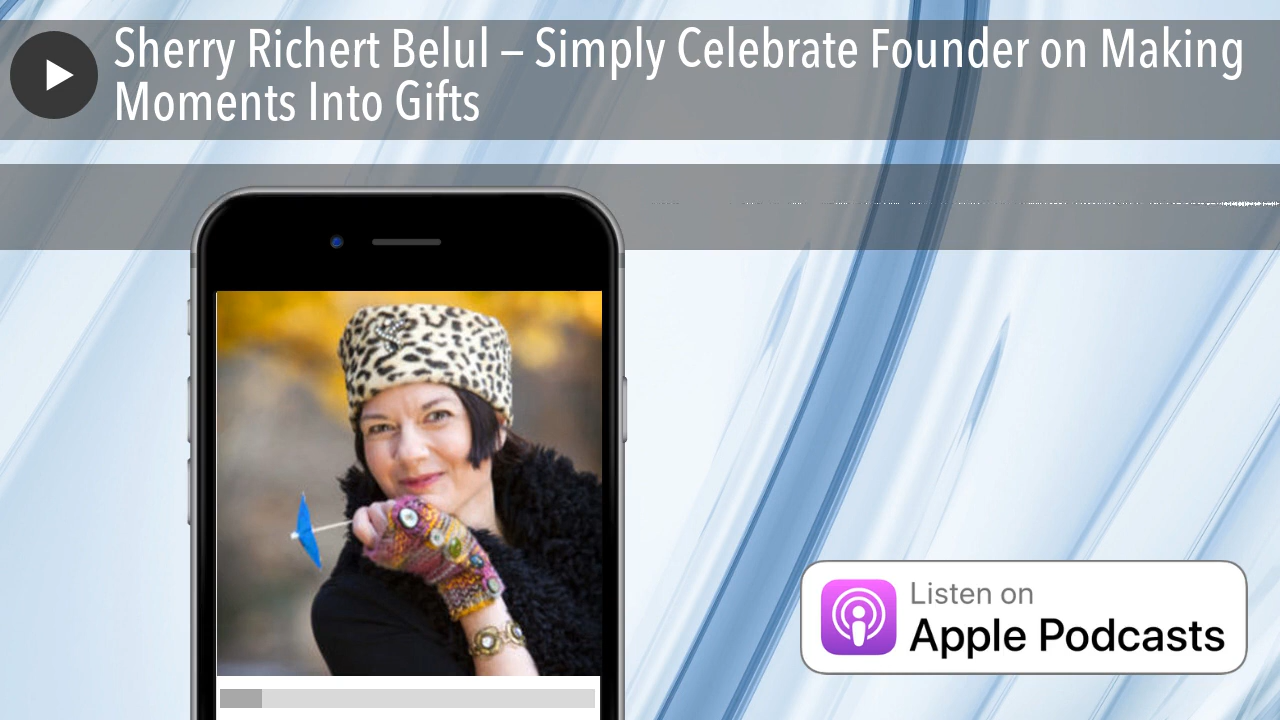 Sherry Richert Belul – Simply Celebrate Founder on Making
Moments Into Gifts
Listen on
Apple Podcasts